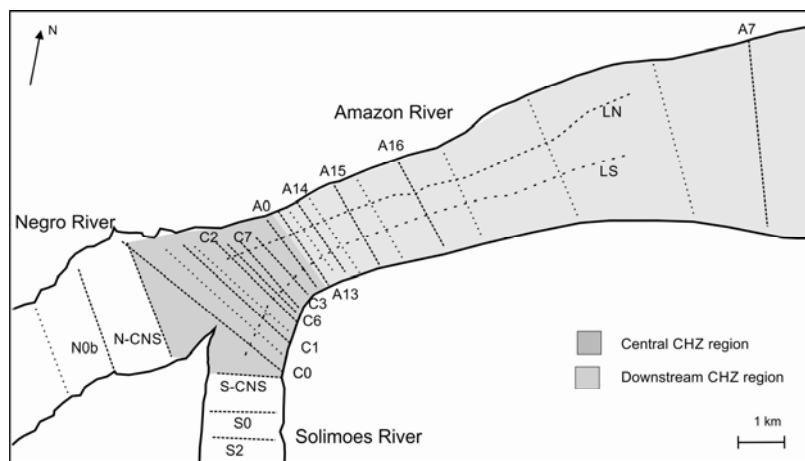 N
A7
Amazon River
LN
A16
A15
LS
A14
A0
Negro River
C2 C7
A13
C3
C6
N-CNS
N0b
C1
C0
S-CNS
S0
Solimoes River
S2
Central CHZ region
Downstream CHZ region
1 km